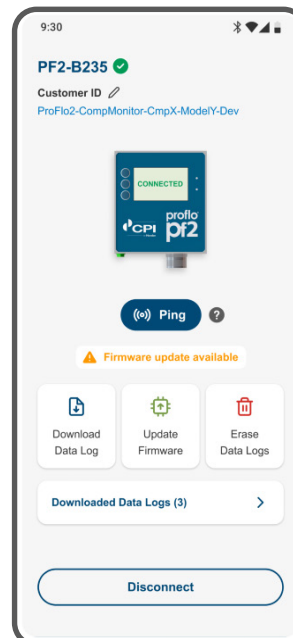 9:30
PF2-B235
Customer ID
ProFlo2-CompMonitor-CmpX-ModelY-Dev
CONNECTED
CPI
proflo
pf2
Ping
?
Firmware update available
Download
Data Log
Update
Firmware
Erase
Data Logs
Downloaded Data Logs (3)
Disconnect